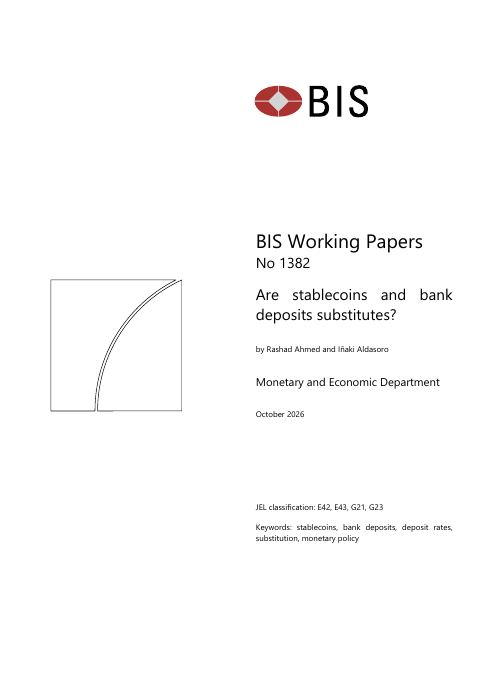 BIS
BIS Working Papers
No 1382
Are stablecoins and bank
deposits substitutes?
by Rashad Ahmed and Iñaki Aldasoro
Monetary and Economic Department
October 2026
JEL classification: E42, E43, G21, G23
Keywords: stablecoins, bank deposits, deposit rates,
substitution, monetary policy